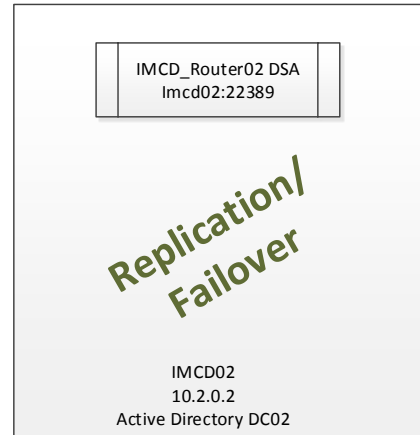 IMCD_Router02 DSA
Imcd02:22389
Replication/
Failover
IMCD02
10.2.0.2
Active Directory DC02